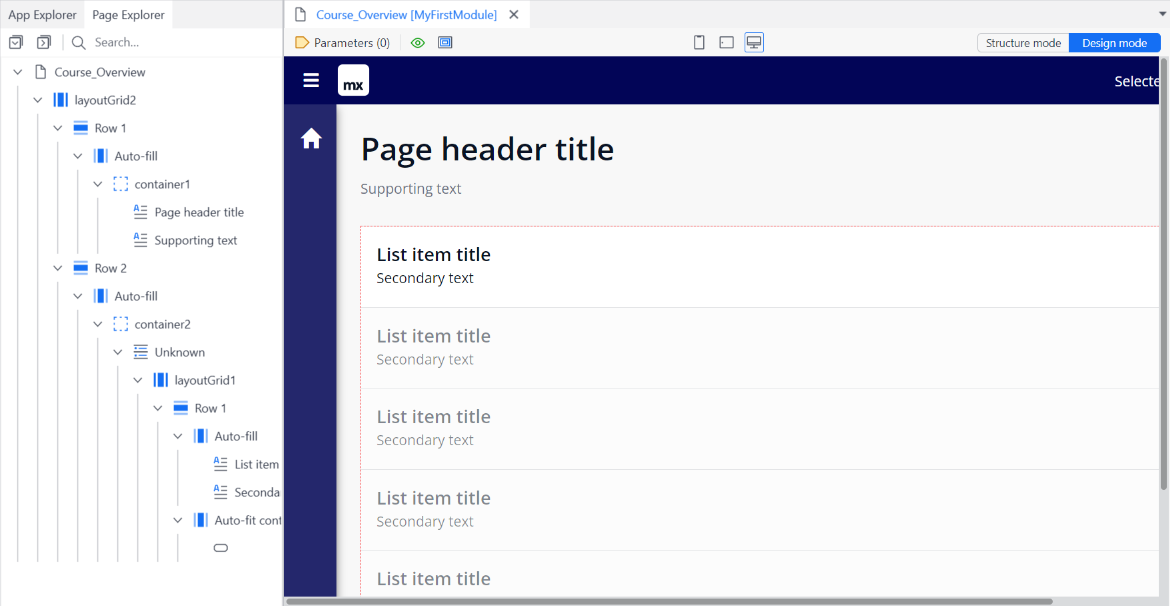 App Explorer
Page Explorer
Search...
Course_Overview
layoutGrid2
Row 1
Auto-fill
container1
Page header title
Supporting text
Row 2
Auto-fill
container2
Unknown
layoutGrid1
Row 1
Auto-fill
List item
Seconda
Auto-fit cont
Course_Overview [MyFirstModule]
Parameters (0)
Structure mode
Design mode
mx
Selecte
Page header title
Supporting text
List item title
Secondary text
List item title
Secondary text
List item title
Secondary text
List item title
Secondary text
List item title